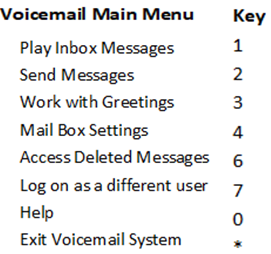 Voicemail Main Menu Key
Play Inbox Messages 1
Send Messages 2
Work with Greetings 3
Mail Box Settings 4
Access Deleted Messages 6
Log on as a different user 7
Help 0
Exit Voicemail System *